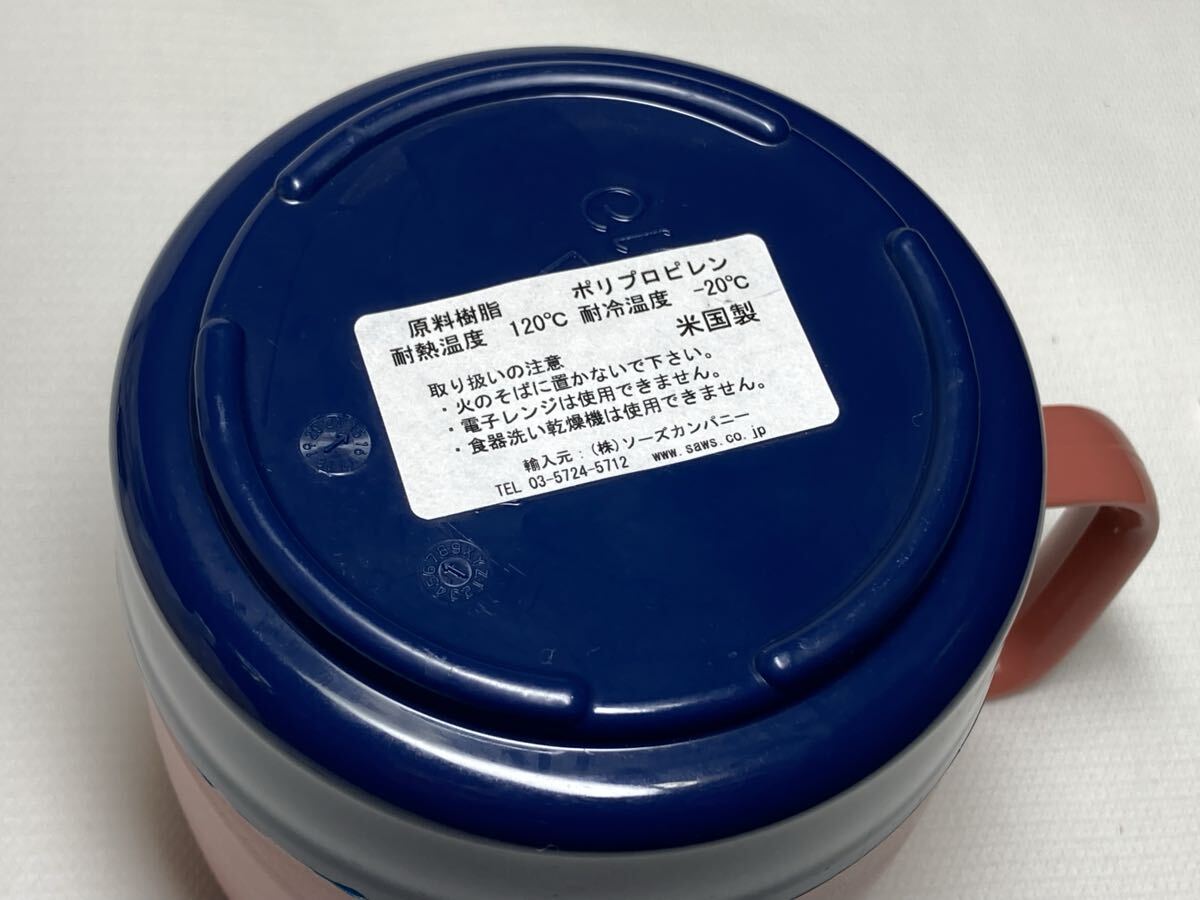 原料樹脂 ポリプロピレン
耐熱温度 120℃ 耐冷温度 -20℃
米国製
取り扱いの注意
・火のそばに置かないで下さい。
・電子レンジは使用できません。
・食器洗い乾燥機は使用できません。
輸入元：(株)ソーズカンパニー
TEL 03-5724-5712 www.saws.co.jp